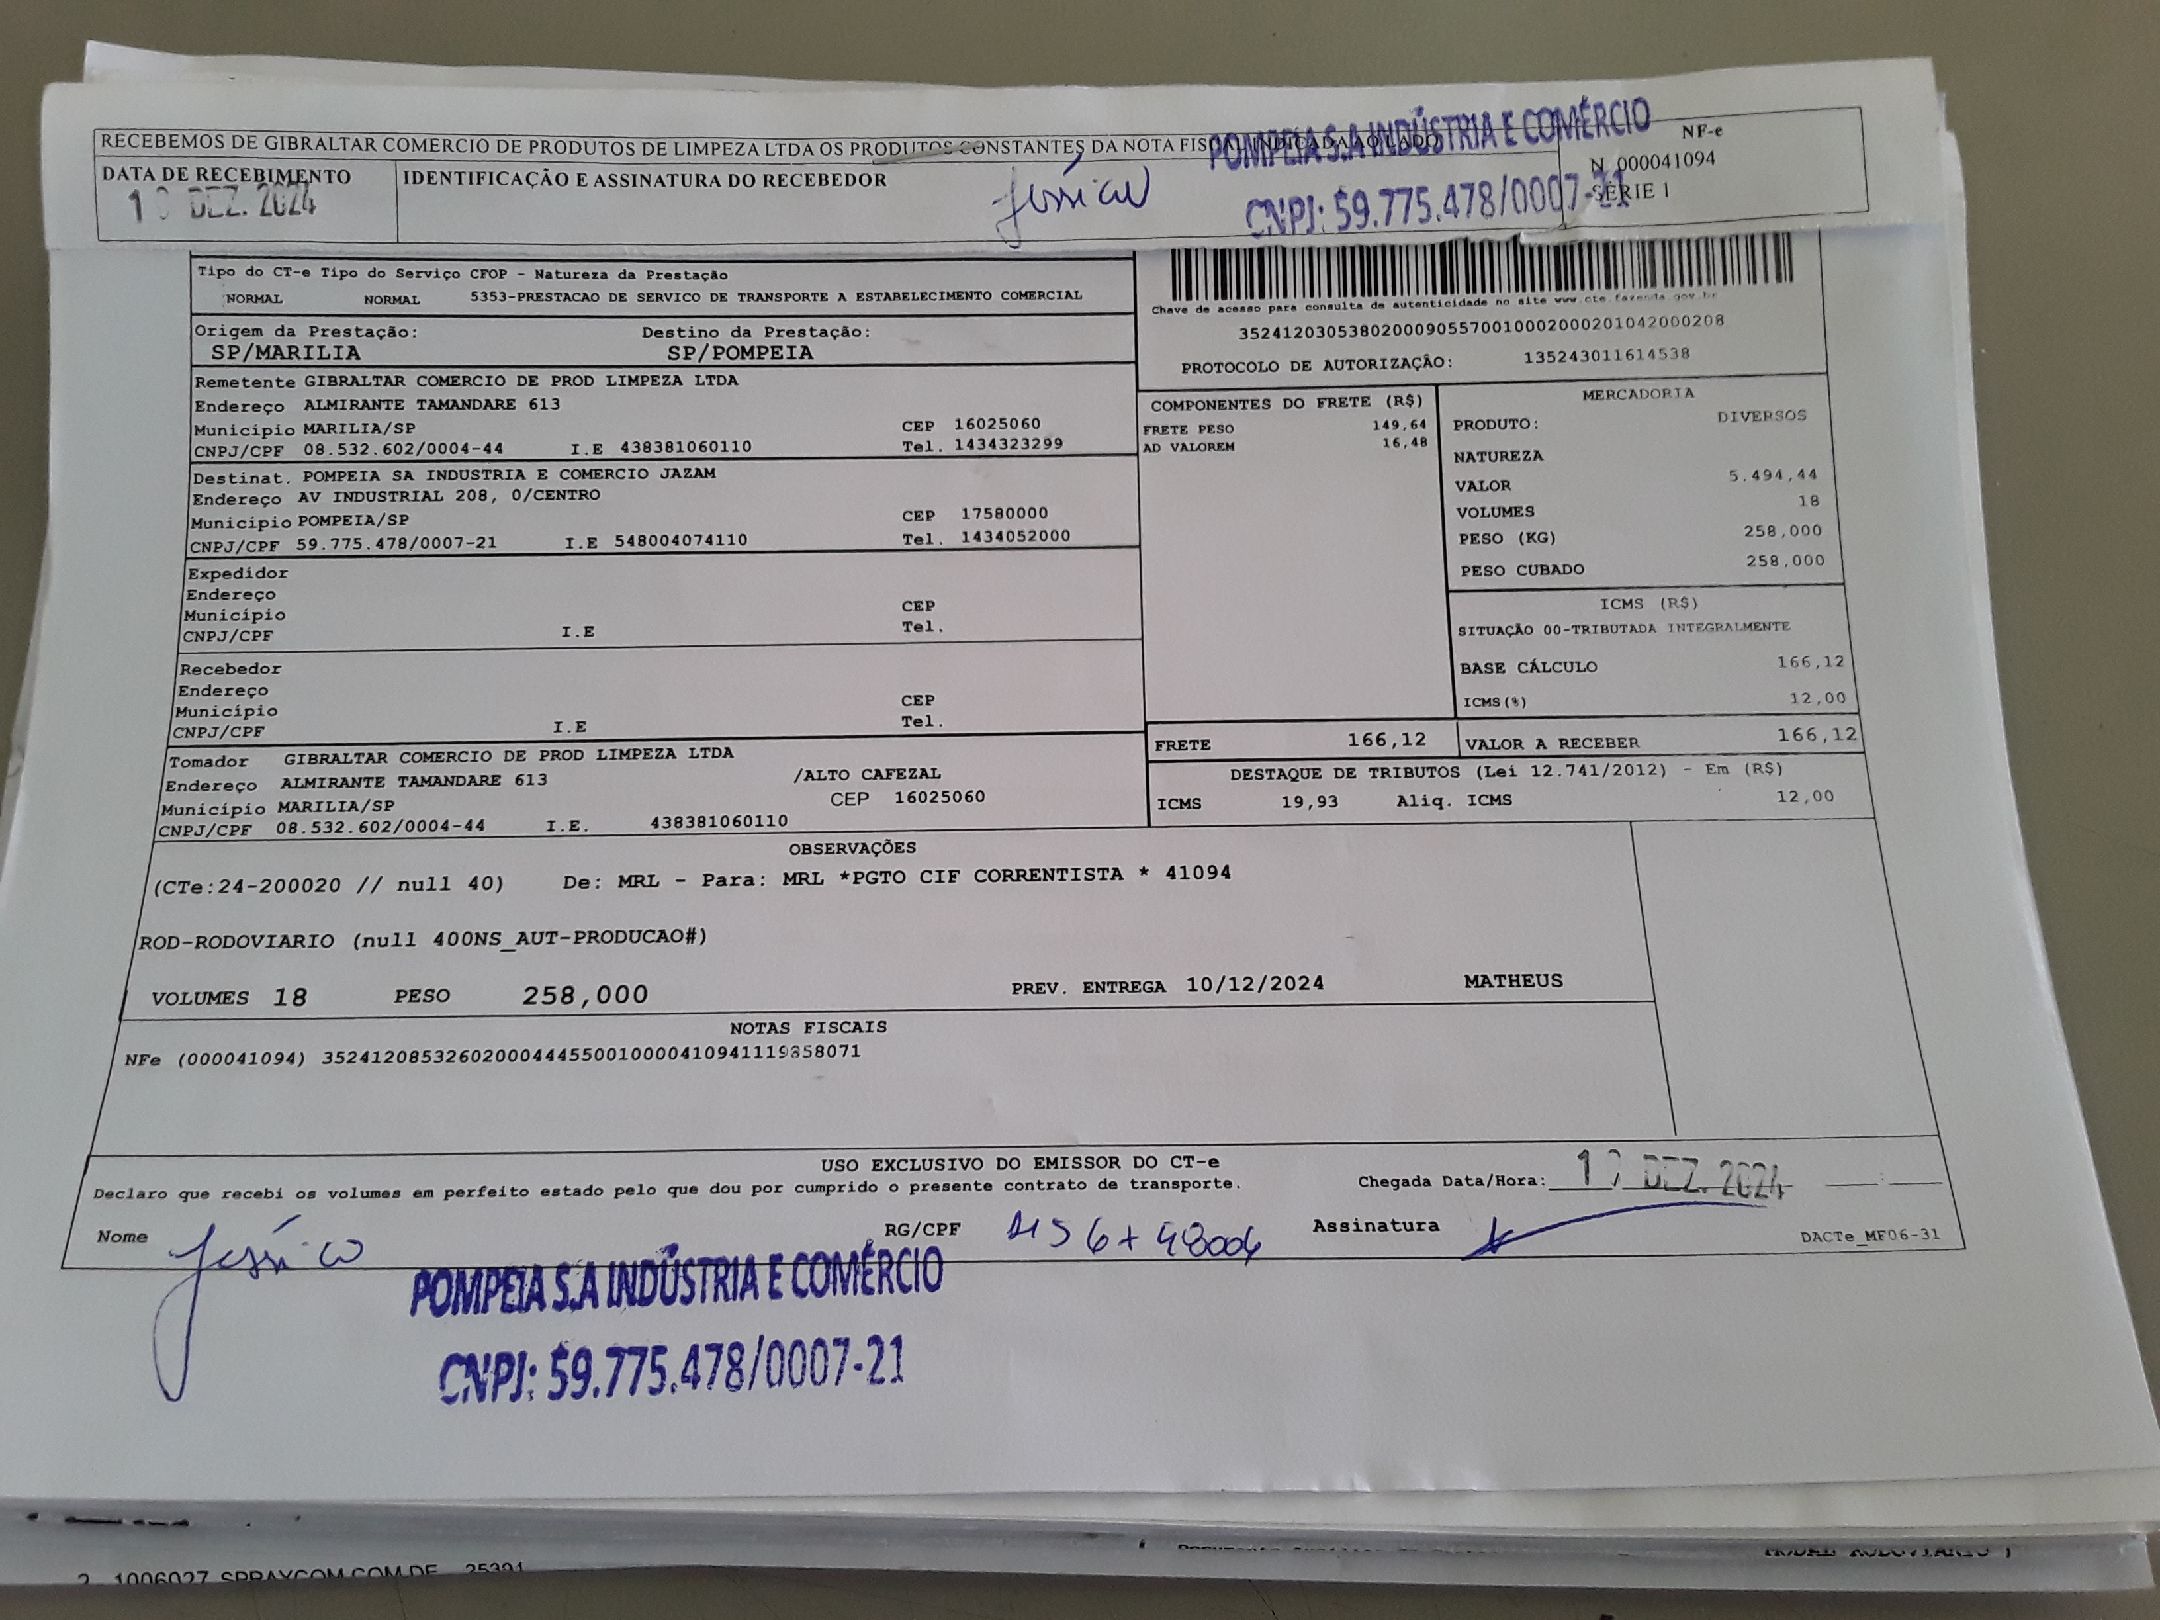 RECEBEMOS DE GIBRALTAR COMERCIO DE PRODUTOS DE LIMPEZA LTDA OS PRODUTOS CONSTANTES DA NOTA FISCAL INDICADA AO LADO
POMPEIA S.A INDÚSTRIA E COMÉRCIO
CNPJ: 59.775.478/0007-21
NF-e
N 000041094
SÉRIE 1
DATA DE RECEBIMENTO
DEZ. 2024
IDENTIFICAÇÃO E ASSINATURA DO RECEBEDOR
Tipo do CT-e Tipo do Serviço CFOP - Natureza da Prestação
NORMAL NORMAL 5353-PRESTACAO DE SERVICO DE TRANSPORTE A ESTABELECIMENTO COMERCIAL
Origem da Prestação: Destino da Prestação:
SP/MARILIA SP/POMPEIA
Remetente GIBRALTAR COMERCIO DE PROD LIMPEZA LTDA
Endereço ALMIRANTE TAMANDARE 613
Município MARILIA/SP CEP 16025060
CNPJ/CPF 08.532.602/0004-44 I.E 438381060110 Tel. 1434323299
Destinat. POMPEIA SA INDUSTRIA E COMERCIO JAZAM
Endereço AV INDUSTRIAL 208, 0/CENTRO
Município POMPEIA/SP CEP 17580000
CNPJ/CPF 59.775.478/0007-21 I.E 548004074110 Tel. 1434052000
Expedidor
Endereço
Município CEP
CNPJ/CPF I.E Tel.
Recebedor
Endereço
Município CEP
CNPJ/CPF I.E Tel.
Tomador GIBRALTAR COMERCIO DE PROD LIMPEZA LTDA
Endereço ALMIRANTE TAMANDARE 613 /ALTO CAFEZAL
Município MARILIA/SP CEP 16025060
CNPJ/CPF 08.532.602/0004-44 I.E. 438381060110
Chave de acesso para consulta de autenticidade no site www.cte.fazenda.gov.br
35241203053802000905570010002000201042000208
PROTOCOLO DE AUTORIZAÇÃO: 135243011614538
COMPONENTES DO FRETE (R$)
FRETE PESO 149,64
AD VALOREM 16,48
MERCADORIA
PRODUTO: DIVERSOS
NATUREZA
VALOR 5.494,44
VOLUMES 18
PESO (KG) 258,000
PESO CUBADO 258,000
ICMS (R$)
SITUAÇÃO 00-TRIBUTADA INTEGRALMENTE
BASE CÁLCULO 166,12
ICMS(%) 12,00
FRETE 166,12 VALOR A RECEBER 166,12
DESTAQUE DE TRIBUTOS (Lei 12.741/2012) - Em (R$)
ICMS 19,93 Aliq. ICMS 12,00
OBSERVAÇÕES
(CTe:24-200020 // null 40) De: MRL - Para: MRL *PGTO CIF CORRENTISTA * 41094
ROD-RODOVIARIO (null 400NS_AUT-PRODUCAO#)
VOLUMES 18 PESO 258,000 PREV. ENTREGA 10/12/2024 MATHEUS
NOTAS FISCAIS
NFe (000041094) 35241208532602000444550010000410941119858071
USO EXCLUSIVO DO EMISSOR DO CT-e
Declaro que recebi os volumes em perfeito estado pelo que dou por cumprido o presente contrato de transporte. Chegada Data/Hora: DEZ. 2024
Nome RG/CPF Assinatura
DACTe_MF06-31
POMPEIA S.A INDÚSTRIA E COMÉRCIO
CNPJ: 59.775.478/0007-21